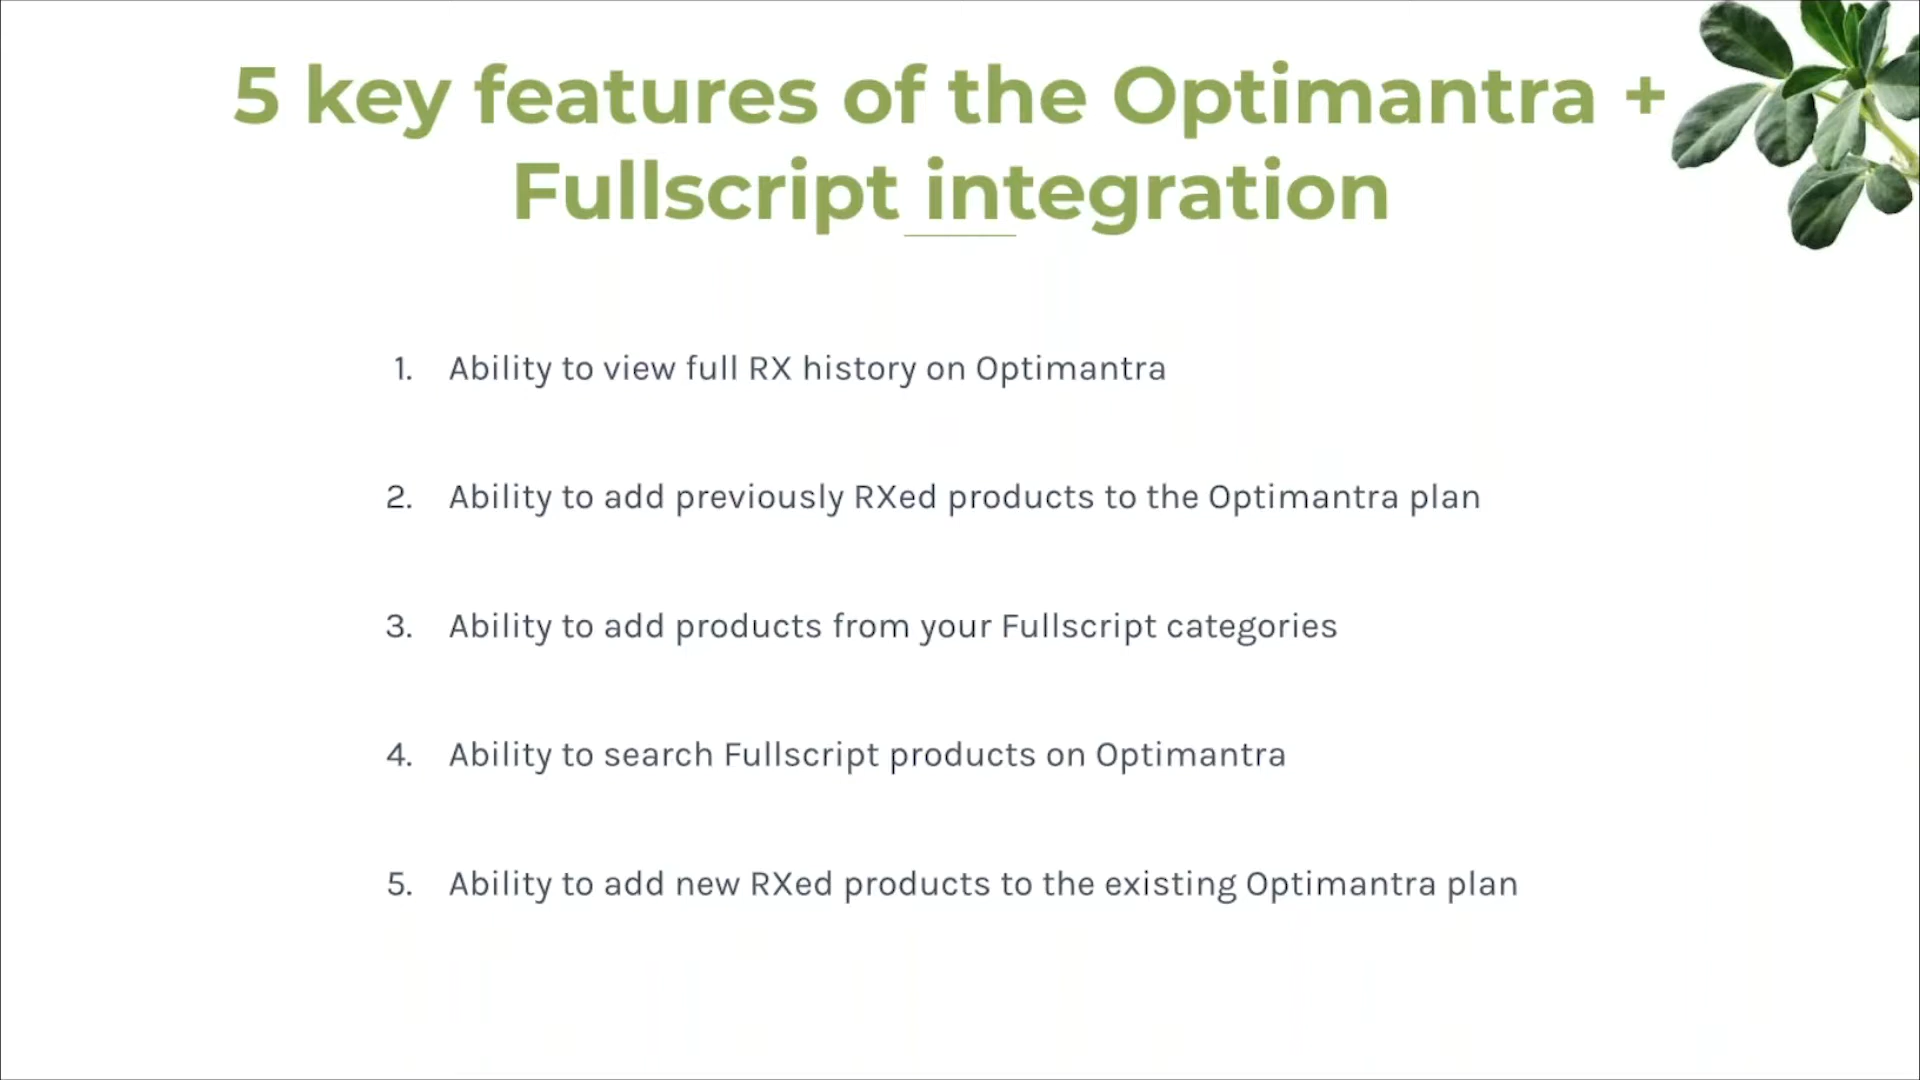 5 key features of the Optimantra +
Fullscript integration
1. Ability to view full RX history on Optimantra
2. Ability to add previously RXed products to the Optimantra plan
3. Ability to add products from your Fullscript categories
4. Ability to search Fullscript products on Optimantra
5. Ability to add new RXed products to the existing Optimantra plan